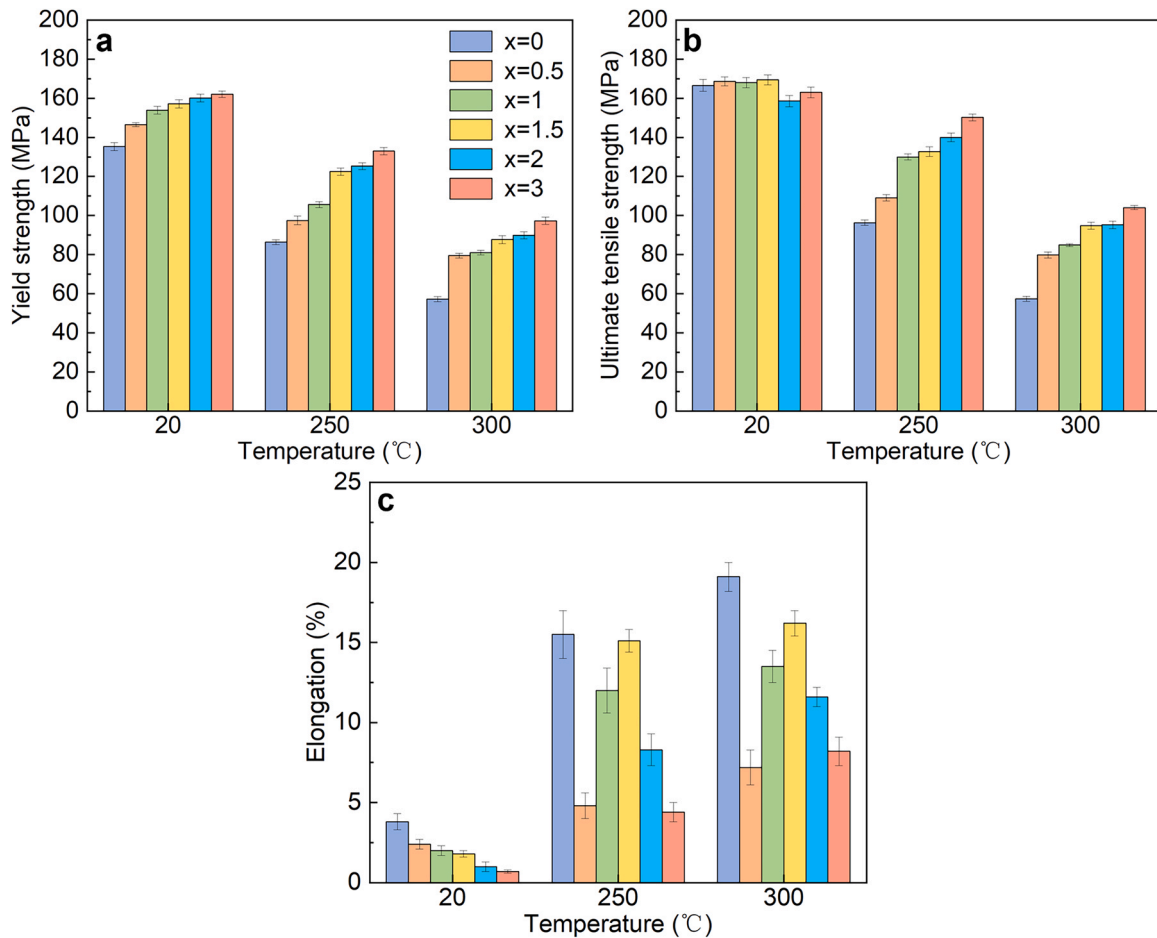 a
200
180
160
140
120
100
80
60
40
20
0
Yield strength (MPa)
20
250
300
Temperature (℃)
x=0
x=0.5
x=1
x=1.5
x=2
x=3
b
200
180
160
140
120
100
80
60
40
20
0
Ultimate tensile strength (MPa)
20
250
300
Temperature (℃)
c
25
20
15
10
5
0
Elongation (%)
20
250
300
Temperature (℃)